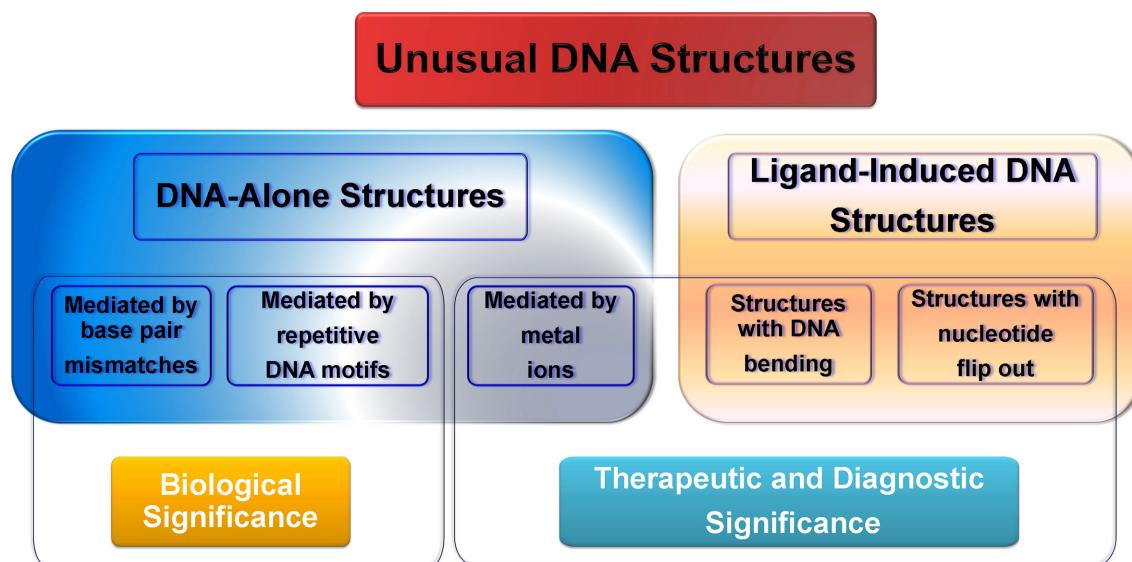 Unusual DNA Structures
DNA-Alone Structures
Ligand-Induced DNA
Structures
Mediated by
base pair
mismatches
Mediated by
repetitive
DNA motifs
Mediated by
metal
ions
Structures
with DNA
bending
Structures with
nucleotide
flip out
Biological
Significance
Therapeutic and Diagnostic
Significance